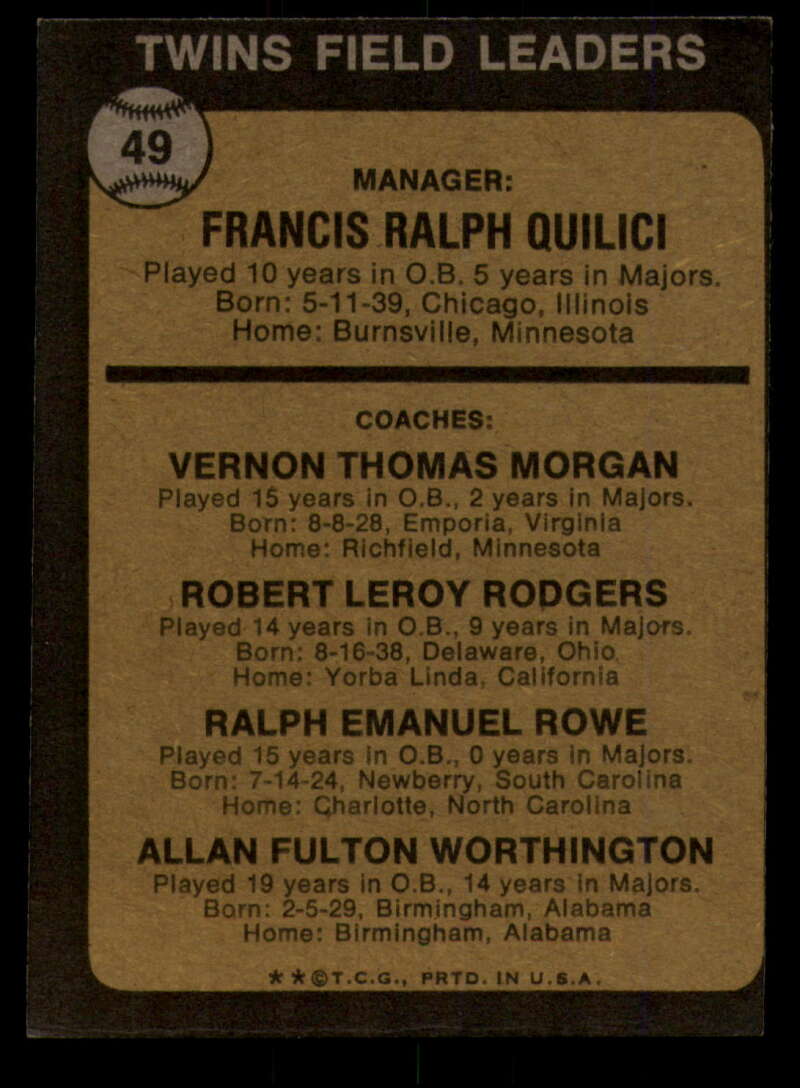 TWINS FIELD LEADERS
49
MANAGER:
FRANCIS RALPH QUILICI
Played 10 years in O.B. 5 years in Majors.
Born: 5-11-39, Chicago, Illinois
Home: Burnsville, Minnesota
COACHES:
VERNON THOMAS MORGAN
Played 15 years in O.B., 2 years in Majors.
Born: 8-8-28, Emporia, Virginia
Home: Richfield, Minnesota
ROBERT LEROY RODGERS
Played 14 years in O.B., 9 years in Majors.
Born: 8-16-38, Delaware, Ohio
Home: Yorba Linda, California
RALPH EMANUEL ROWE
Played 15 years in O.B., 0 years in Majors.
Born: 7-14-24, Newberry, South Carolina
Home: Charlotte, North Carolina
ALLAN FULTON WORTHINGTON
Played 19 years in O.B., 14 years in Majors.
Born: 2-5-29, Birmingham, Alabama
Home: Birmingham, Alabama
★★©T.C.G., PRTD. IN U.S.A.